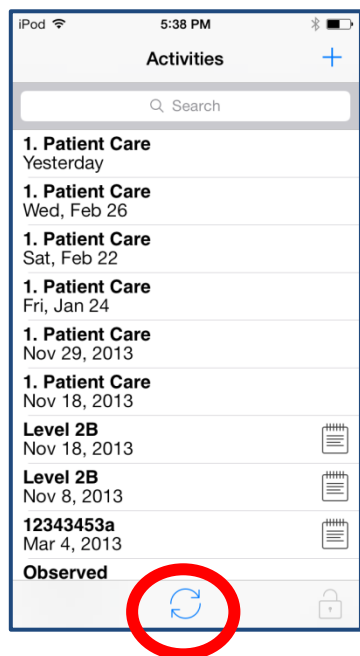 iPod 5:38 PM
Activities +
Search
1. Patient Care
Yesterday
1. Patient Care
Wed, Feb 26
1. Patient Care
Sat, Feb 22
1. Patient Care
Fri, Jan 24
1. Patient Care
Nov 29, 2013
1. Patient Care
Nov 18, 2013
Level 2B
Nov 18, 2013
Level 2B
Nov 8, 2013
12343453a
Mar 4, 2013
Observed